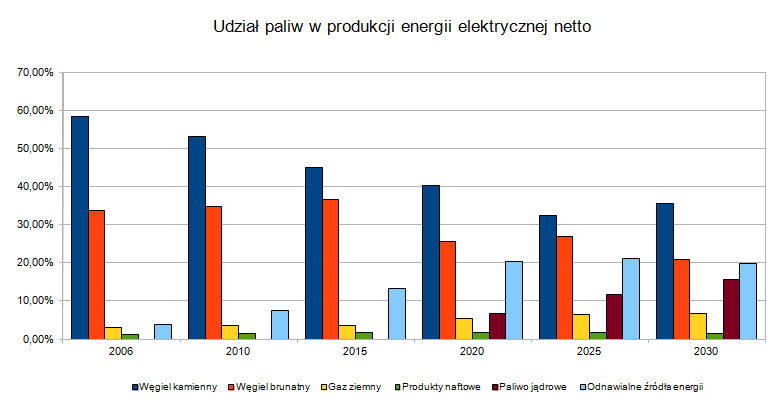 Udział paliw w produkcji energii elektrycznej netto
70,00%
60,00%
50,00%
40,00%
30,00%
20,00%
10,00%
0,00%
2006 2010 2015 2020 2025 2030
Węgiel kamienny Węgiel brunatny Gaz ziemny Produkty naftowe Paliwo jądrowe Odnawialne źródła energii